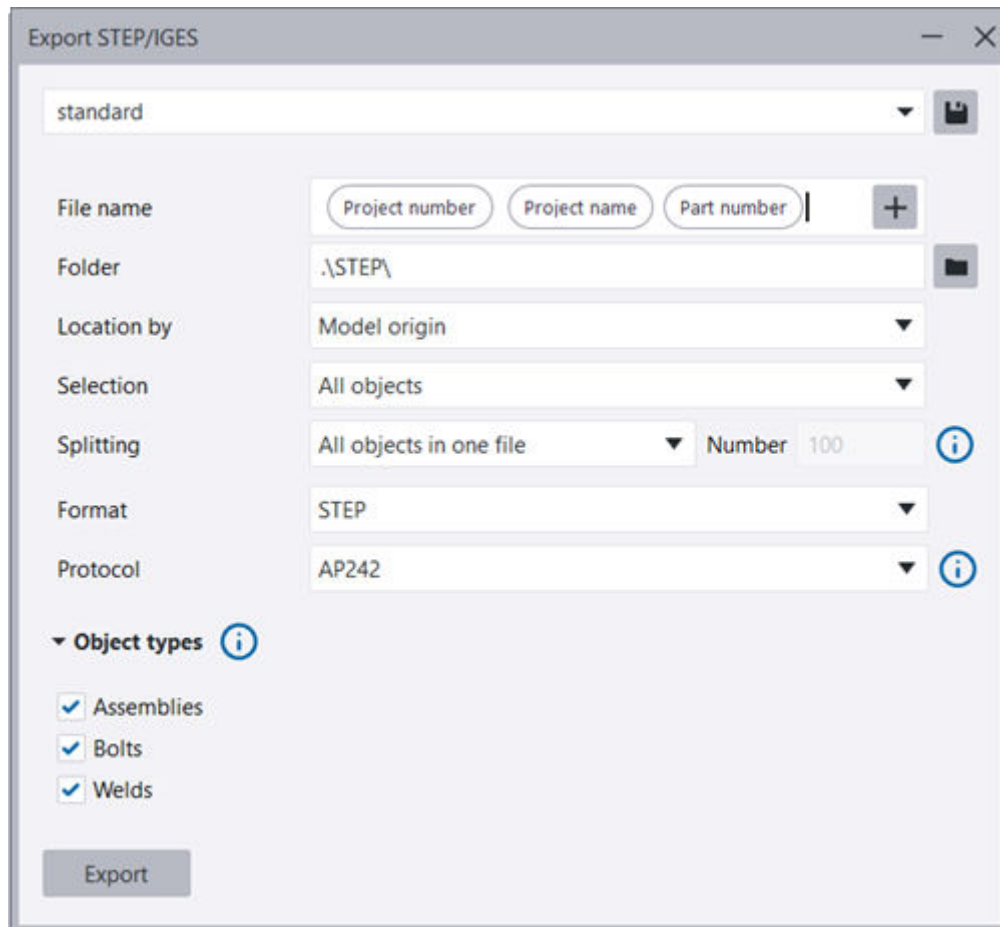 Export STEP/IGES
standard
File name Project number Project name Part number
Folder .\STEP\
Location by Model origin
Selection All objects
Splitting All objects in one file Number 100
Format STEP
Protocol AP242
Object types
Assemblies
Bolts
Welds
Export